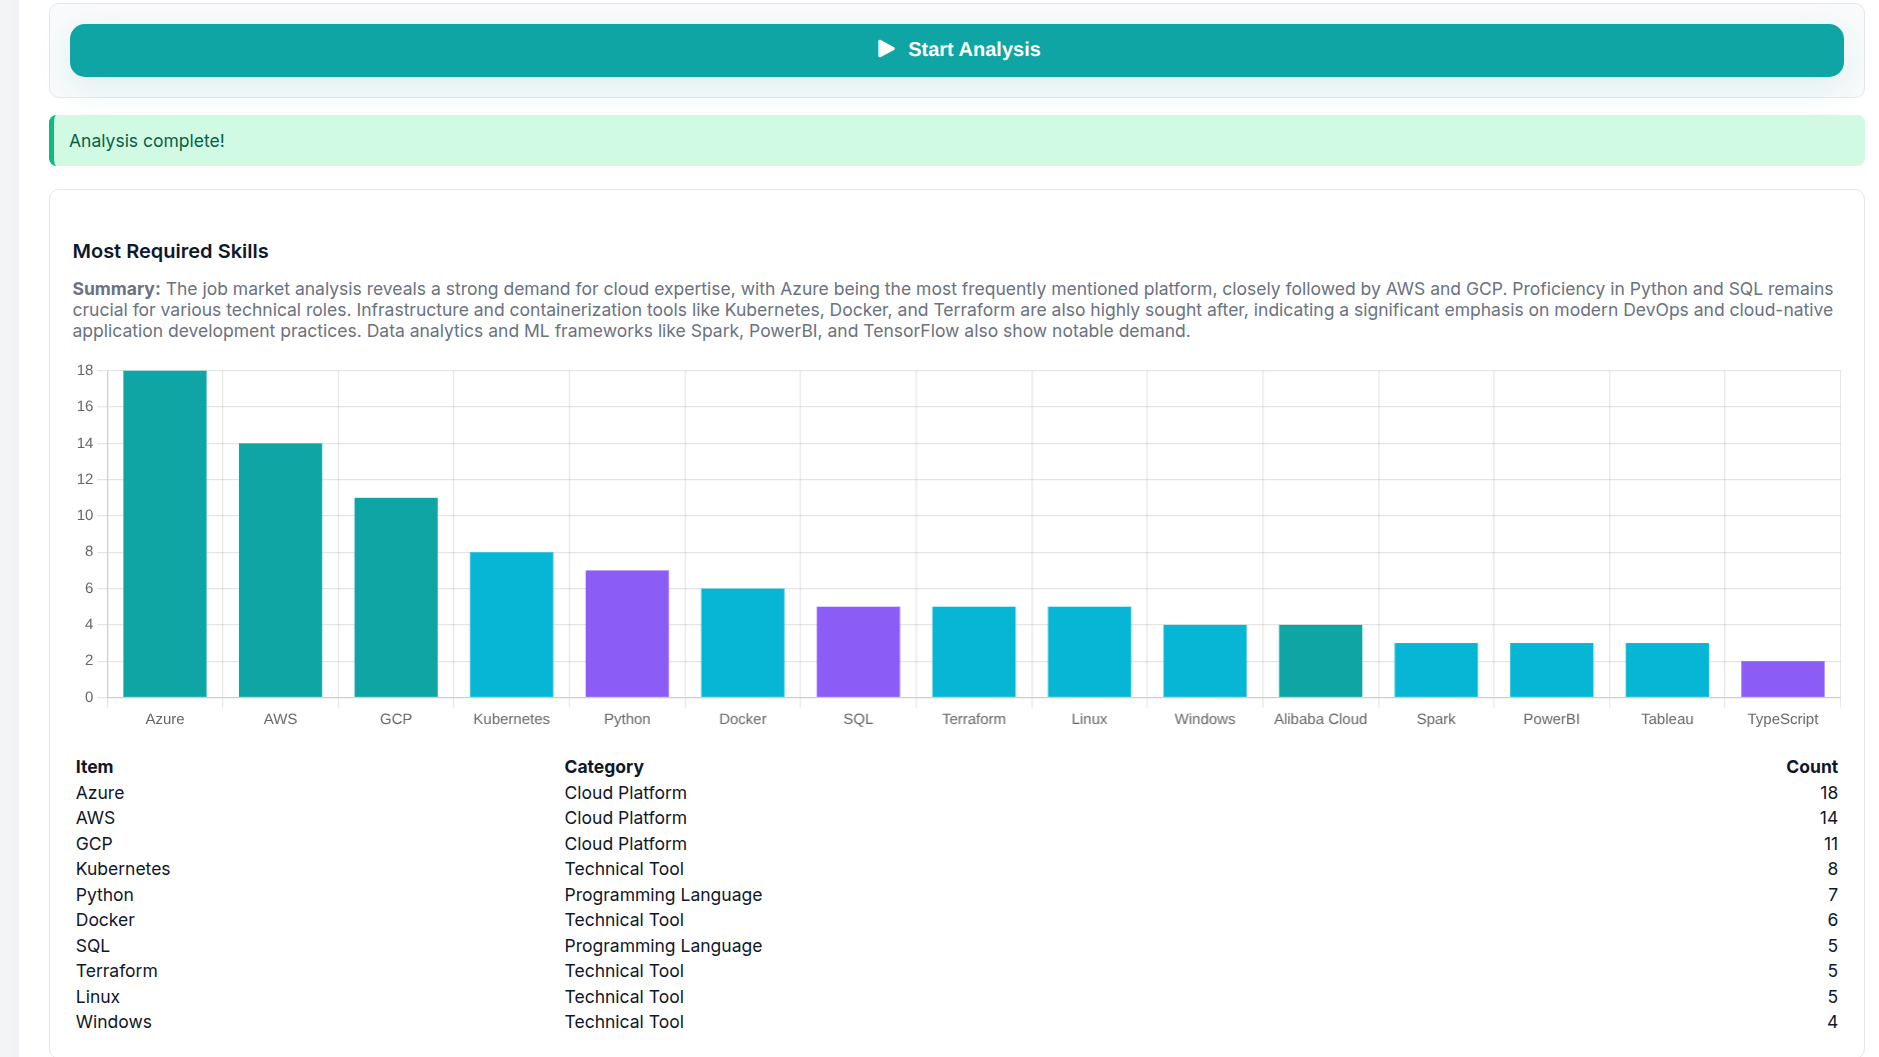 Start Analysis
Analysis complete!
Most Required Skills
Summary: The job market analysis reveals a strong demand for cloud expertise, with Azure being the most frequently mentioned platform, closely followed by AWS and GCP. Proficiency in Python and SQL remains
crucial for various technical roles. Infrastructure and containerization tools like Kubernetes, Docker, and Terraform are also highly sought after, indicating a significant emphasis on modern DevOps and cloud-native
application development practices. Data analytics and ML frameworks like Spark, PowerBI, and TensorFlow also show notable demand.
18
16
14
12
10
8
6
4
2
0
Azure AWS GCP Kubernetes Python Docker SQL Terraform Linux Windows Alibaba Cloud Spark PowerBI Tableau TypeScript
Item Category Count
Azure Cloud Platform 18
AWS Cloud Platform 14
GCP Cloud Platform 11
Kubernetes Technical Tool 8
Python Programming Language 7
Docker Technical Tool 6
SQL Programming Language 5
Terraform Technical Tool 5
Linux Technical Tool 5
Windows Technical Tool 4